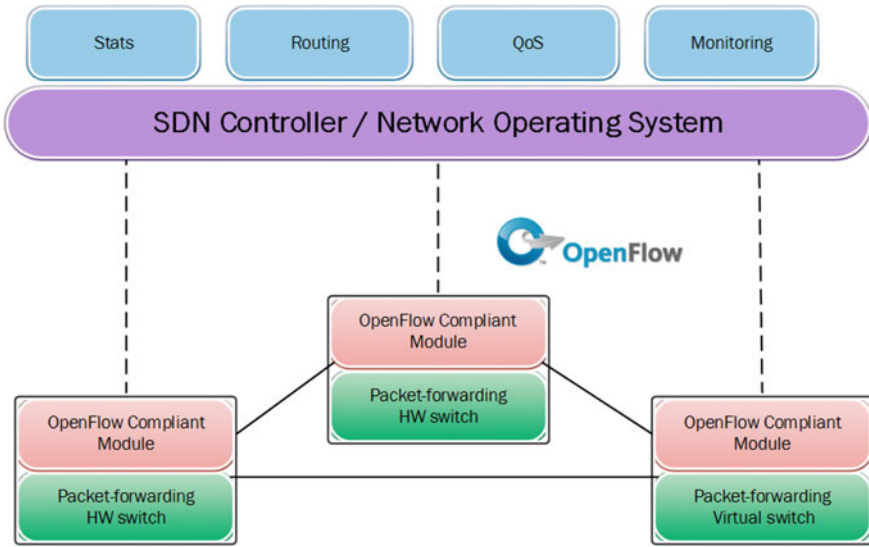 Stats
Routing
QoS
Monitoring
SDN Controller / Network Operating System
OpenFlow
™
OpenFlow Compliant
Module
Packet-forwarding
HW switch
OpenFlow Compliant
Module
Packet-forwarding
HW switch
OpenFlow Compliant
Module
Packet-forwarding
Virtual switch